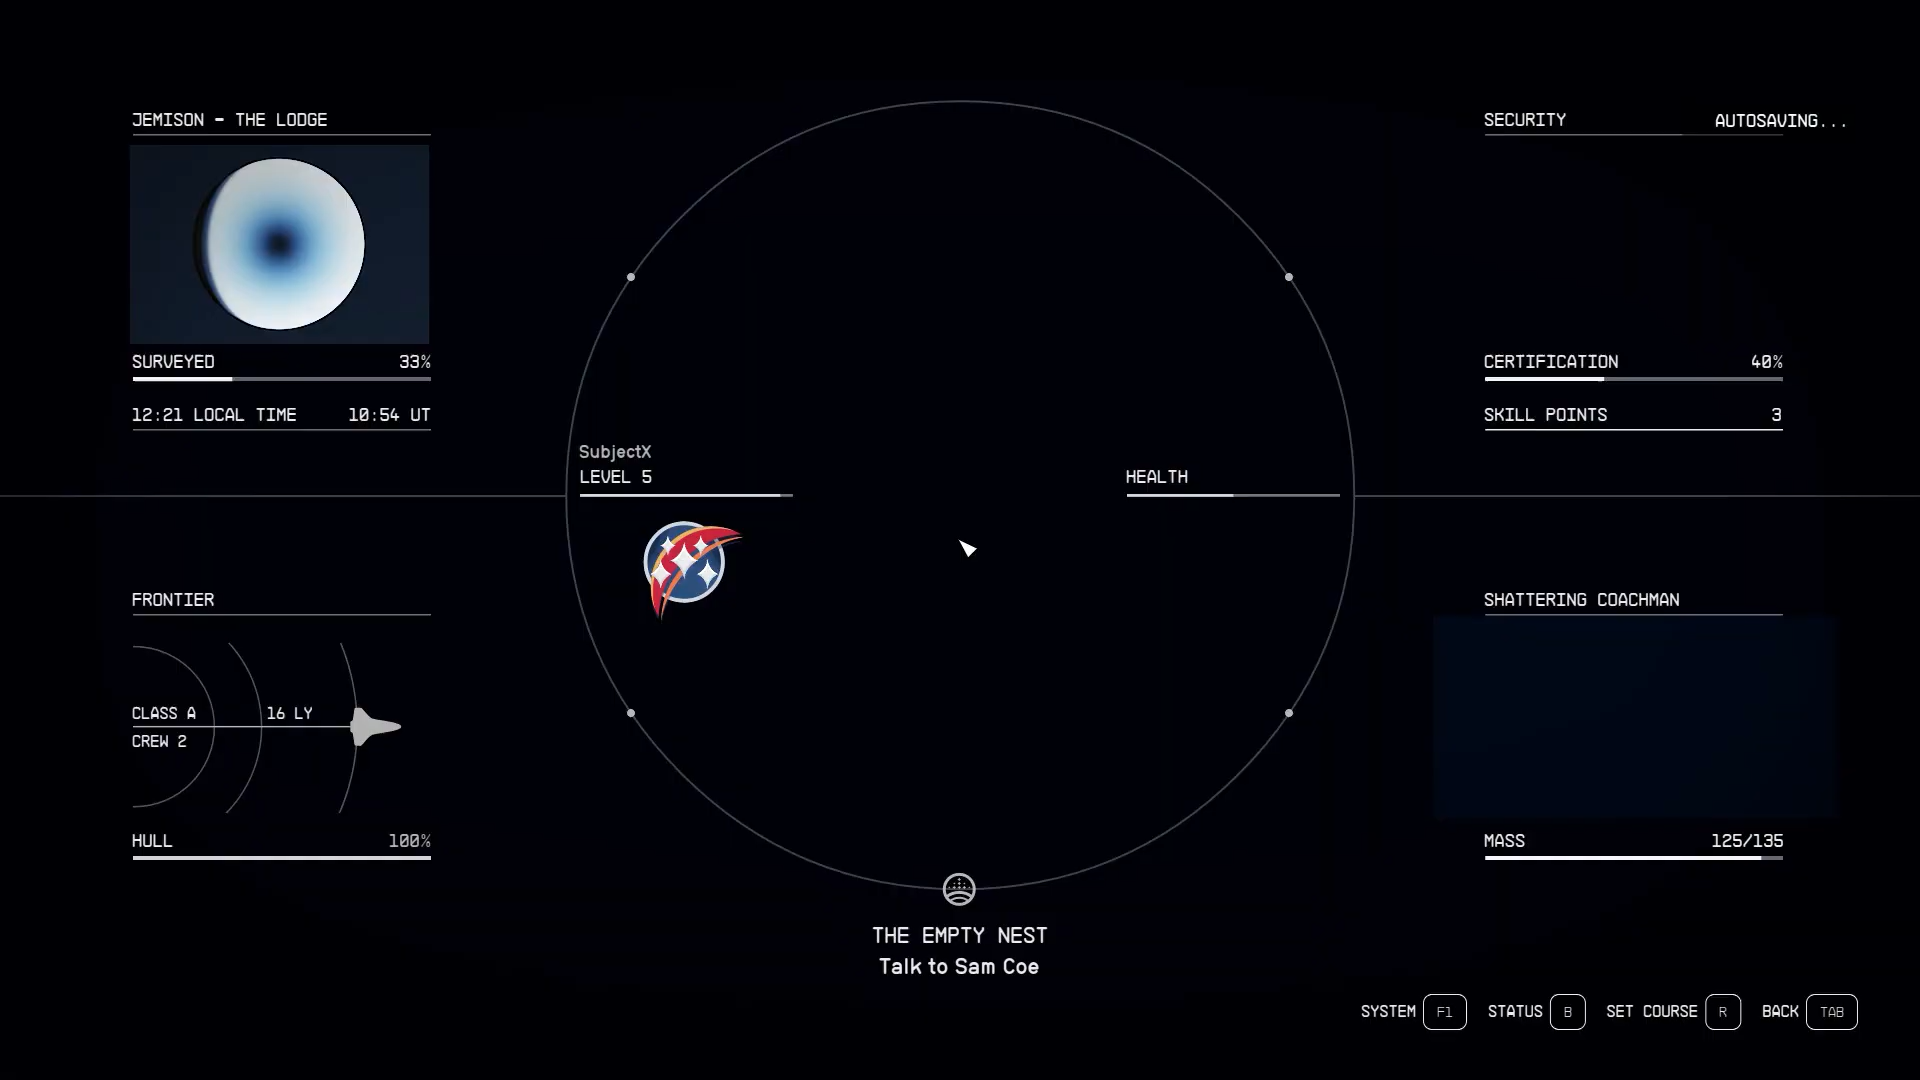 JEMISON - THE LODGE
SURVEYED 33%
12:21 LOCAL TIME 10:54 UT
SECURITY AUTOSAVING...
CERTIFICATION 40%
SKILL POINTS 3
SubjectX
LEVEL 5
HEALTH
FRONTIER
CLASS A 16 LY
CREW 2
HULL 100%
SHATTERING COACHMAN
MASS 125/135
THE EMPTY NEST
Talk to Sam Coe
SYSTEM F1 STATUS B SET COURSE R BACK TAB